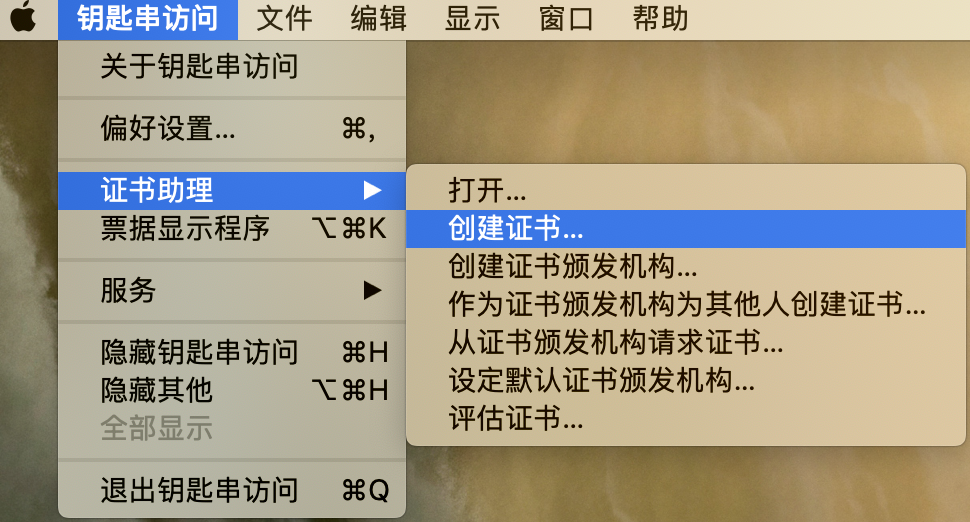 钥匙串访问 文件 编辑 显示 窗口 帮助
关于钥匙串访问
偏好设置... ⌘,
证书助理 ▶
票据显示程序 ⌥⌘K
服务 ▶
隐藏钥匙串访问 ⌘H
隐藏其他 ⌥⌘H
全部显示
退出钥匙串访问 ⌘Q
打开...
创建证书...
创建证书颁发机构...
作为证书颁发机构为其他人创建证书...
从证书颁发机构请求证书...
设定默认证书颁发机构...
评估证书...